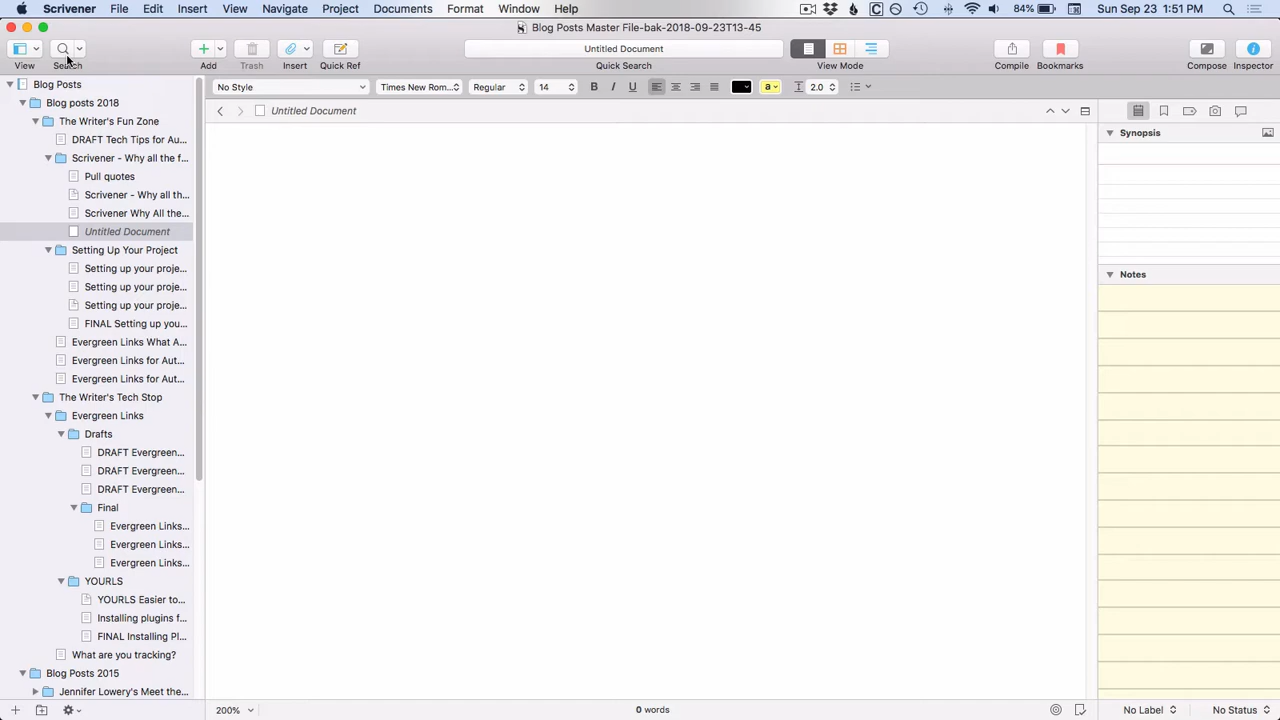 Scrivener File Edit Insert View Navigate Project Documents Format Window Help 84% Sun Sep 23 1:51 PM
Blog Posts Master File-bak-2018-09-23T13-45
Untitled Document
View Search Add Trash Insert Quick Ref Quick Search View Mode Compile Bookmarks Compose Inspector
Blog Posts
No Style Times New Rom... Regular 14 B I U a 2.0
Blog posts 2018
Untitled Document
The Writer's Fun Zone
Synopsis
DRAFT Tech Tips for Au...
Scrivener - Why all the f...
Pull quotes
Scrivener - Why all th...
Scrivener Why All the...
Untitled Document
Setting Up Your Project
Setting up your proje...
Notes
Setting up your proje...
Setting up your proje...
FINAL Setting up you...
Evergreen Links What A...
Evergreen Links for Aut...
Evergreen Links for Aut...
The Writer's Tech Stop
Evergreen Links
Drafts
DRAFT Evergreen...
DRAFT Evergreen...
DRAFT Evergreen...
Final
Evergreen Links...
Evergreen Links...
Evergreen Links...
YOURLS
YOURLS Easier to...
Installing plugins f...
FINAL Installing Pl...
What are you tracking?
Blog Posts 2015
Jennifer Lowery's Meet the...
200% 0 words No Label No Status